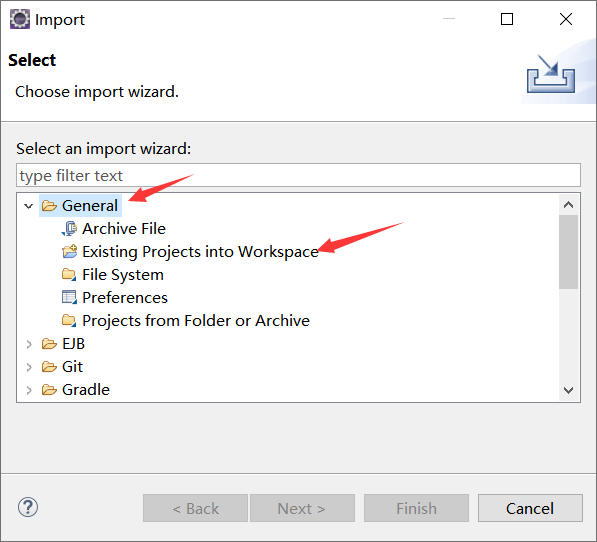 Import
Select
Choose import wizard.
Select an import wizard:
type filter text
General
Archive File
Existing Projects into Workspace
File System
Preferences
Projects from Folder or Archive
EJB
Git
Gradle
?
< Back
Next >
Finish
Cancel